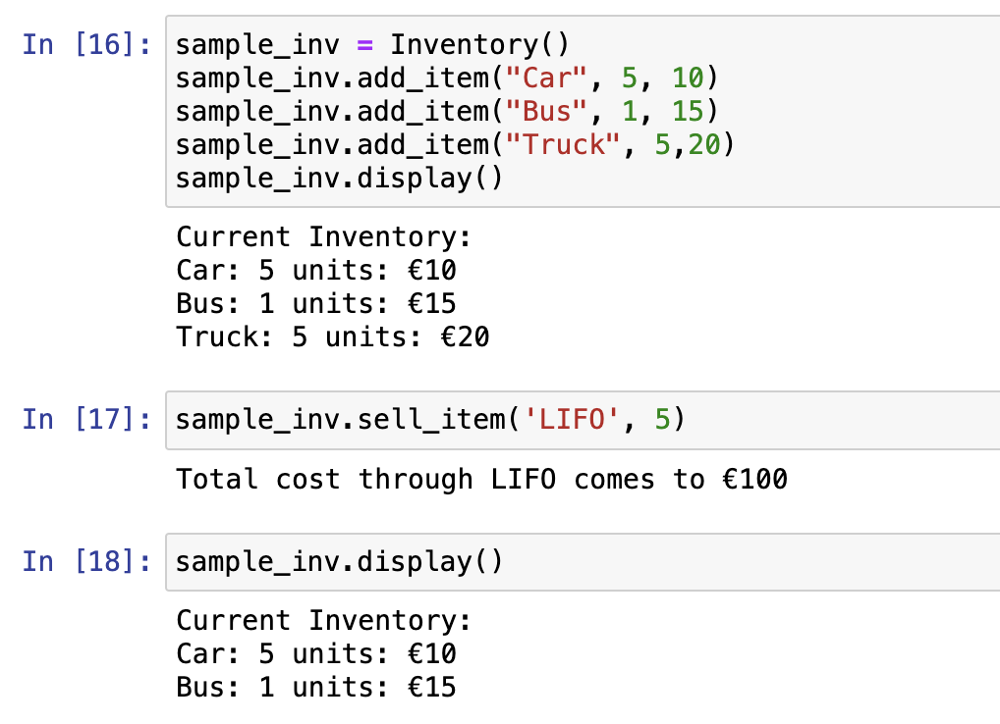 In [16]: sample_inv = Inventory()
sample_inv.add_item("Car", 5, 10)
sample_inv.add_item("Bus", 1, 15)
sample_inv.add_item("Truck", 5,20)
sample_inv.display()
Current Inventory:
Car: 5 units: €10
Bus: 1 units: €15
Truck: 5 units: €20
In [17]: sample_inv.sell_item('LIFO', 5)
Total cost through LIFO comes to €100
In [18]: sample_inv.display()
Current Inventory:
Car: 5 units: €10
Bus: 1 units: €15